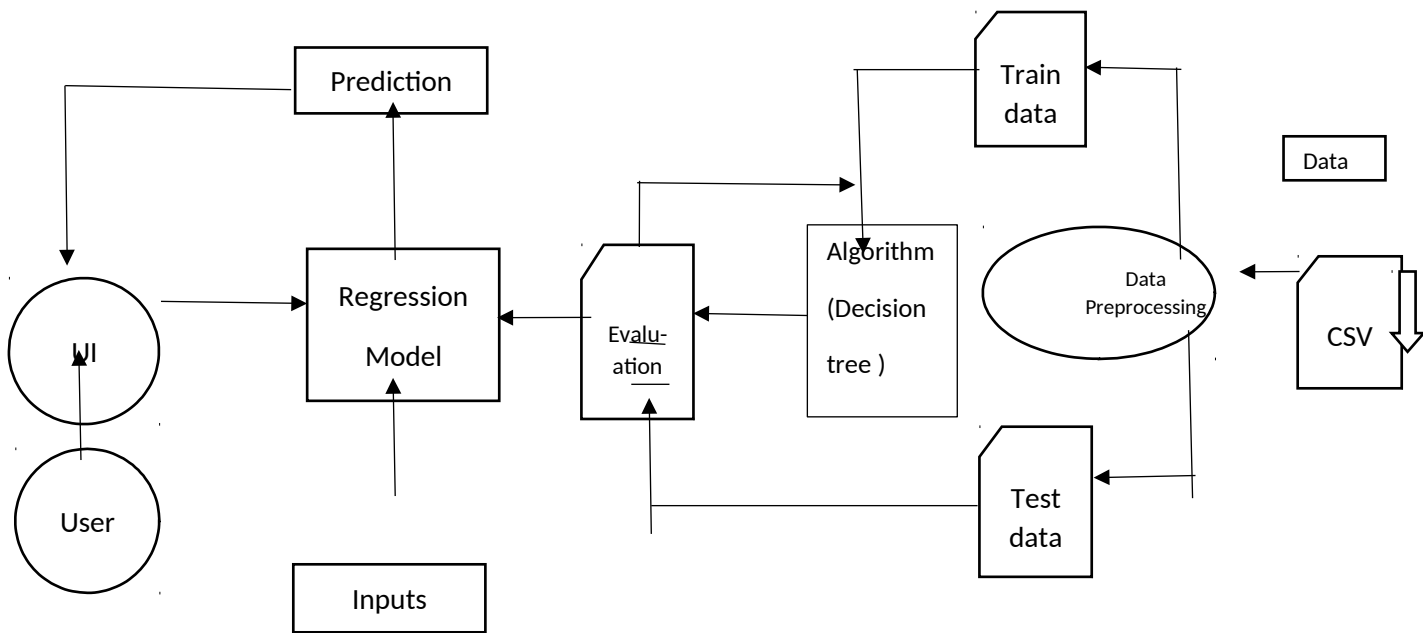 Prediction
Train
data
Data
Algorithm
(Decision
tree )
Data
Preprocessing
Regression
Model
Evalu-
ation
CSV
UI
User
Test
data
Inputs